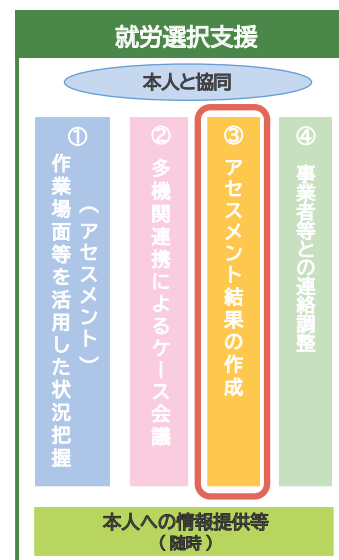 就労選択支援
本人と協同
①
作業場面等を活用した状況把握
（アセスメント）
②
多機関連携によるケース会議
③
アセスメント結果の作成
④
事業者等との連絡調整
本人への情報提供等
（随時）